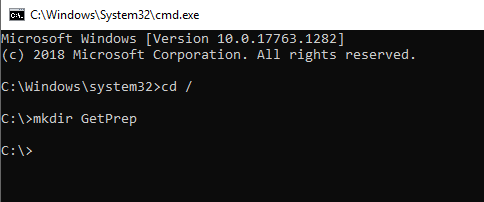 C:\Windows\System32\cmd.exe
Microsoft Windows [Version 10.0.17763.1282]
(c) 2018 Microsoft Corporation. All rights reserved.
C:\Windows\system32>cd /
C:\>mkdir GetPrep
C:\>